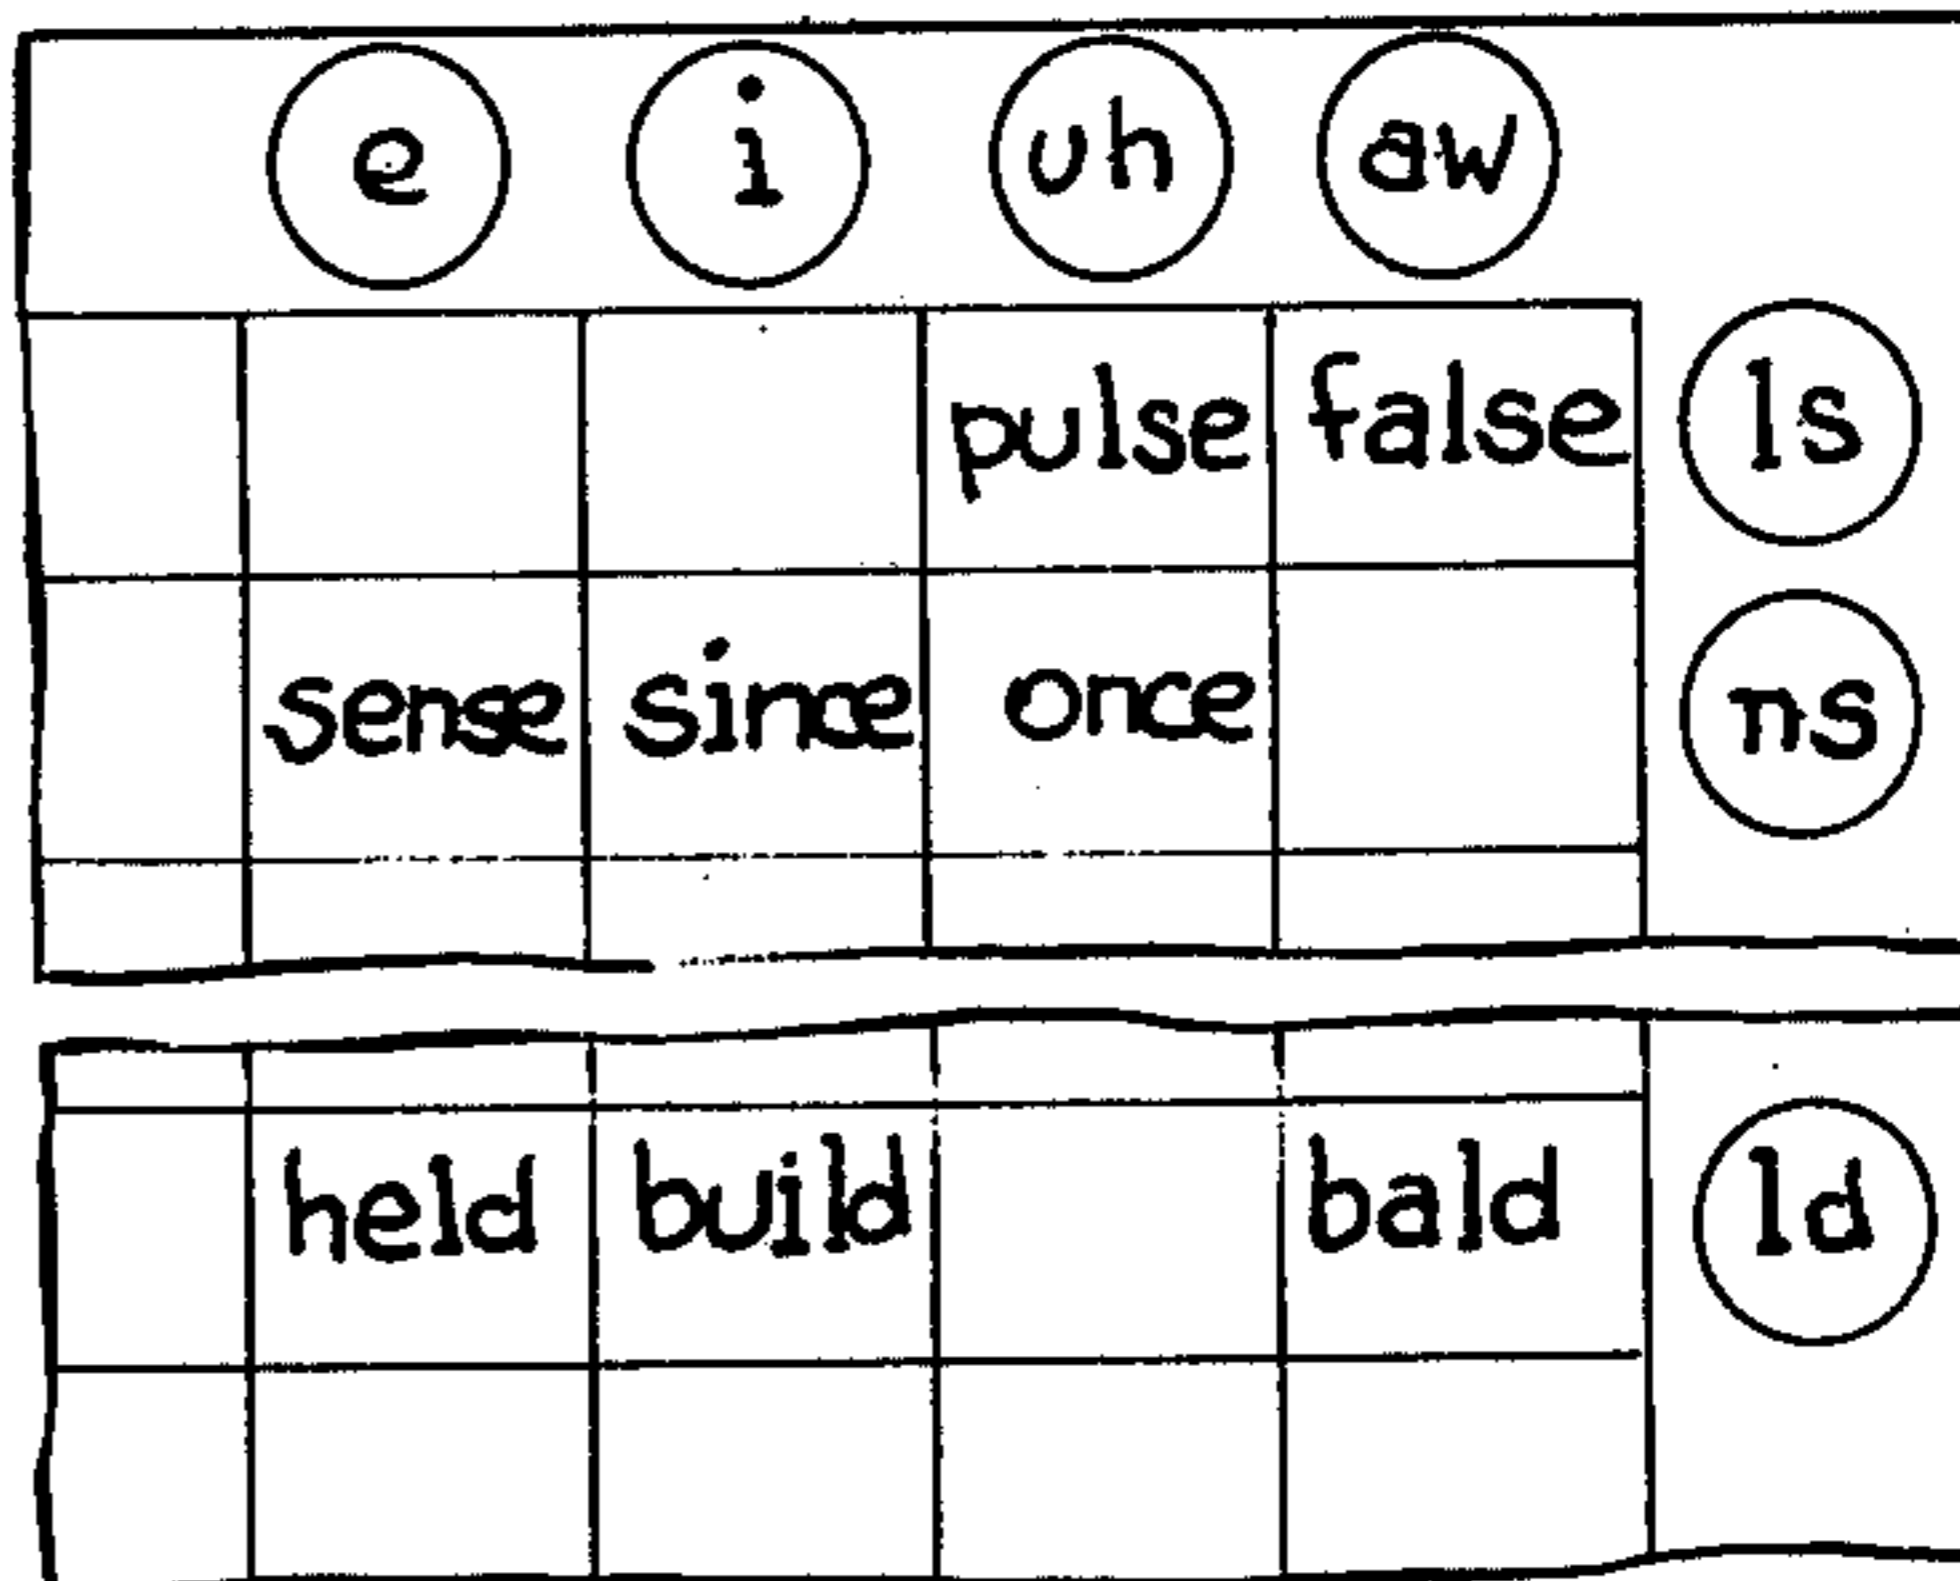 e i uh aw
pulse false ls
sense since once ns
held build bald ld